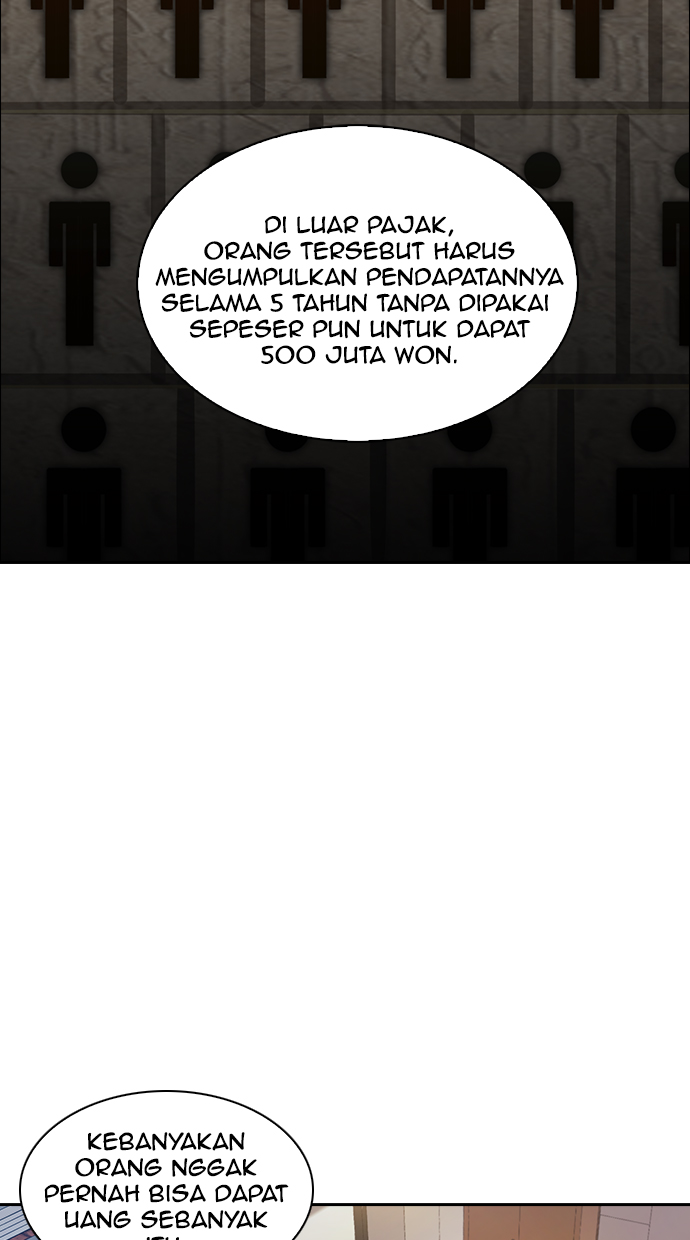 DI LUAR PAJAK,
ORANG TERSEBUT HARUS
MENGUMPULKAN PENDAPATANNYA
SELAMA 5 TAHUN TANPA DIPAKAI
SEPESER PUN UNTUK DAPAT
500 JUTA WON.
KEBANYAKAN
ORANG NGGAK
PERNAH BISA DAPAT
UANG SEBANYAK